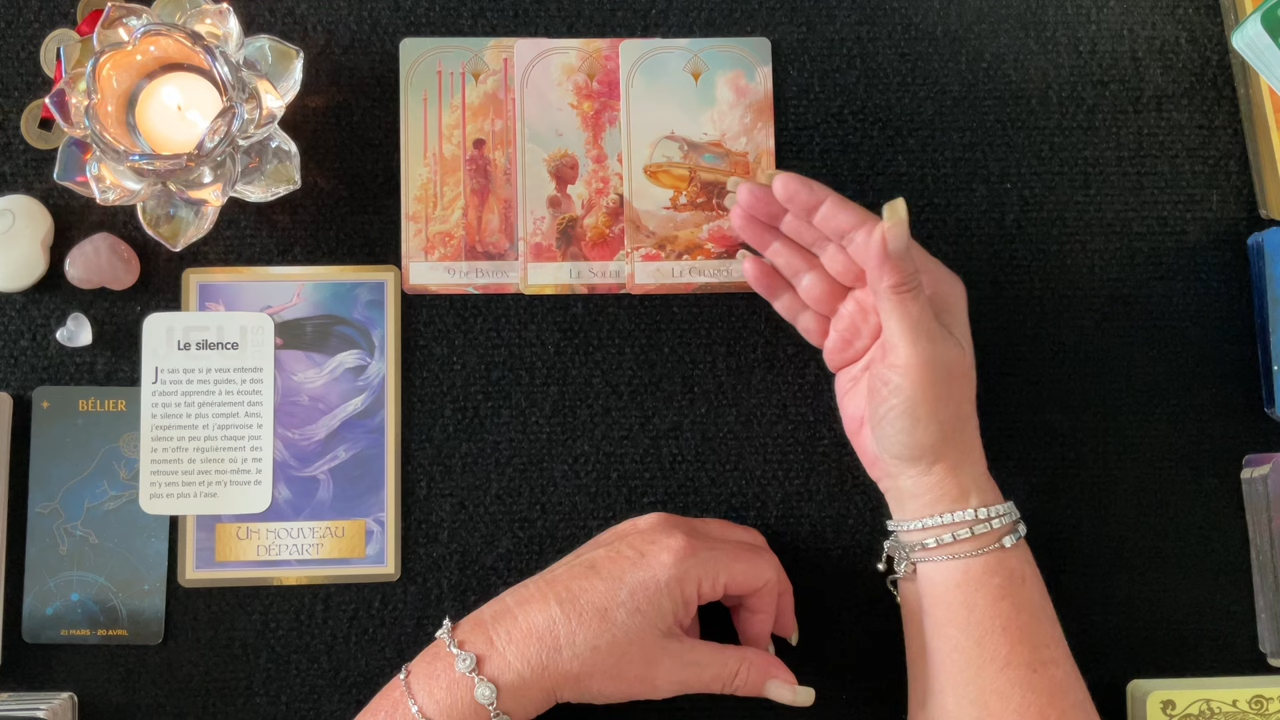 9 DE BÂTON
LE SOLEIL
LE CHARIOT
Le silence
Je sais que si je veux entendre
la voix de mes guides, je dois
d'abord apprendre à les écouter,
ce qui se fait généralement dans
le silence le plus complet. Ainsi,
j'expérimente et j'apprivoise le
silence un peu plus chaque jour.
Je m'offre régulièrement des
moments de silence où je me
retrouve seul avec moi-même. Je
m'y sens bien et je m'y trouve de
plus en plus à l'aise.
BÉLIER
21 MARS - 20 AVRIL
UN NOUVEAU
DÉPART